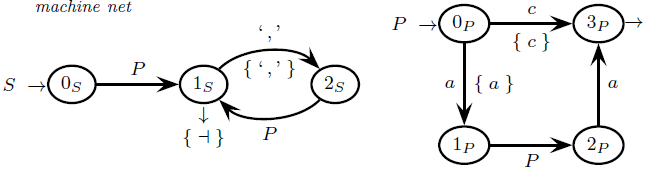 machine net
S → 0S P 1S ‘ , ’ { ‘ , ’ } 2S
P
↓
{ ⊣ }
P → 0P c 3P →
{ c }
a { a } a
1P P 2P